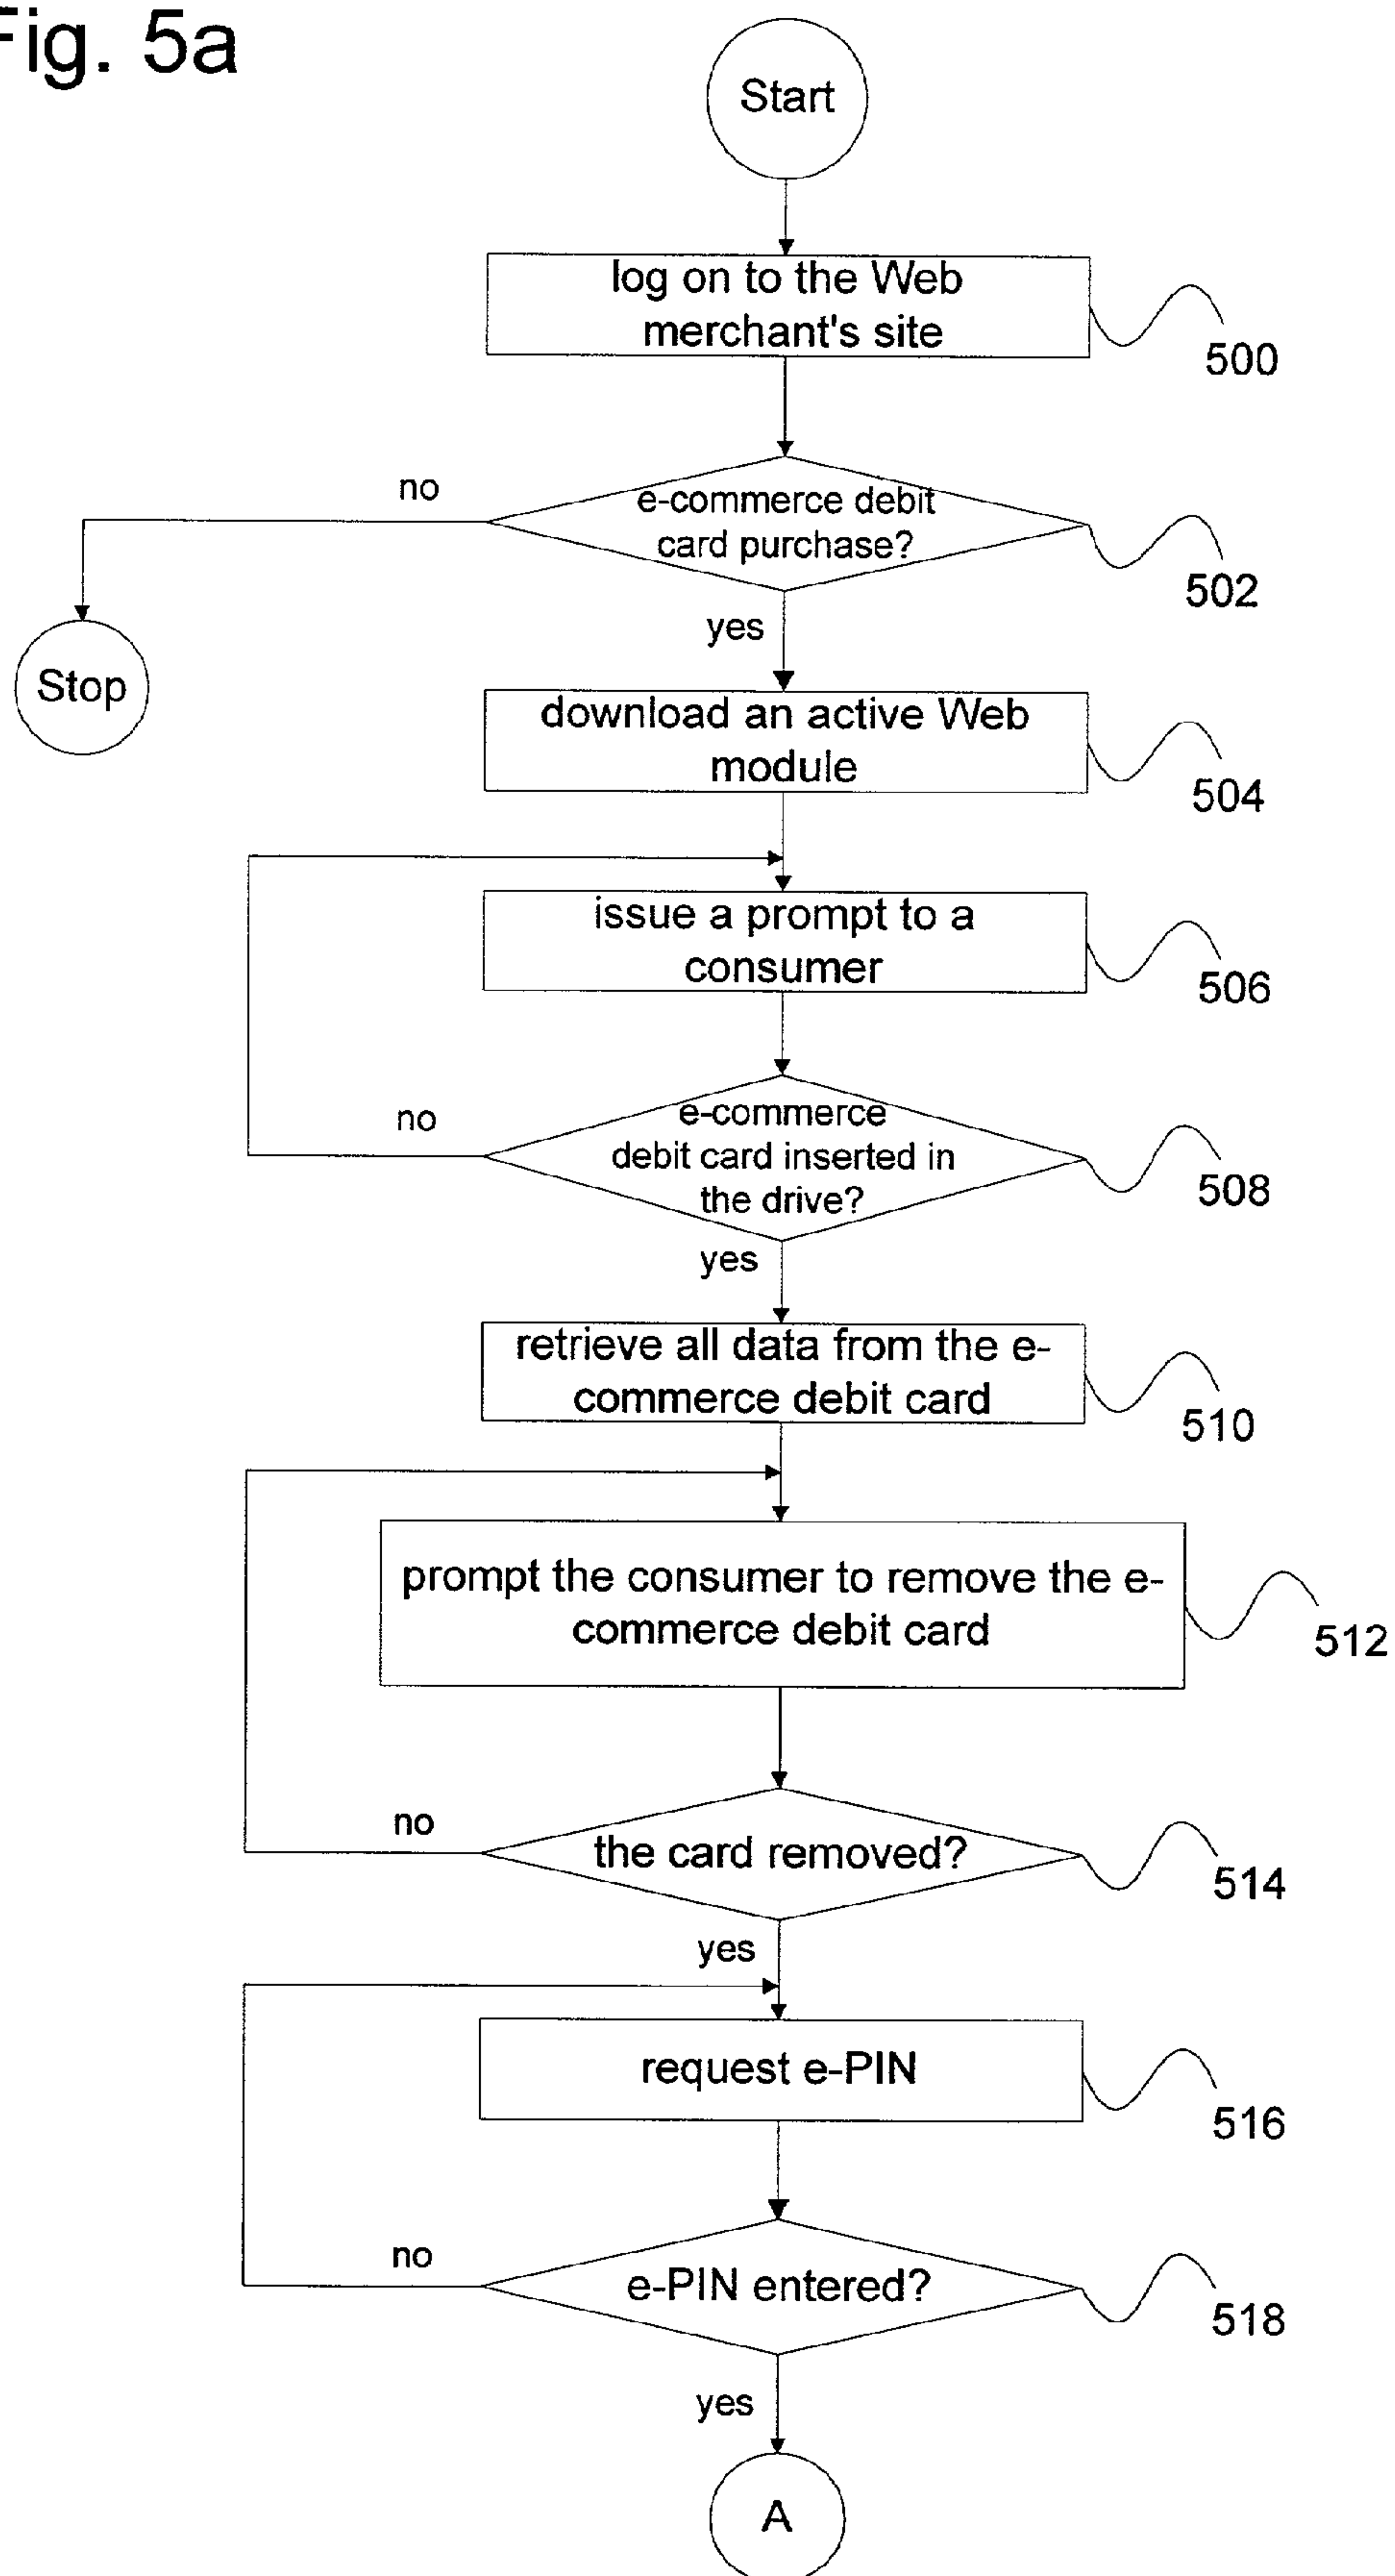 Fig. 5a
Start
log on to the Web
merchant's site
500
no
e-commerce debit
card purchase?
502
yes
Stop
download an active Web
module
504
issue a prompt to a
consumer
506
no
e-commerce
debit card inserted in
the drive?
508
yes
retrieve all data from the e-
commerce debit card
510
prompt the consumer to remove the e-
commerce debit card
512
no
the card removed?
514
yes
request e-PIN
516
no
e-PIN entered?
518
yes
A